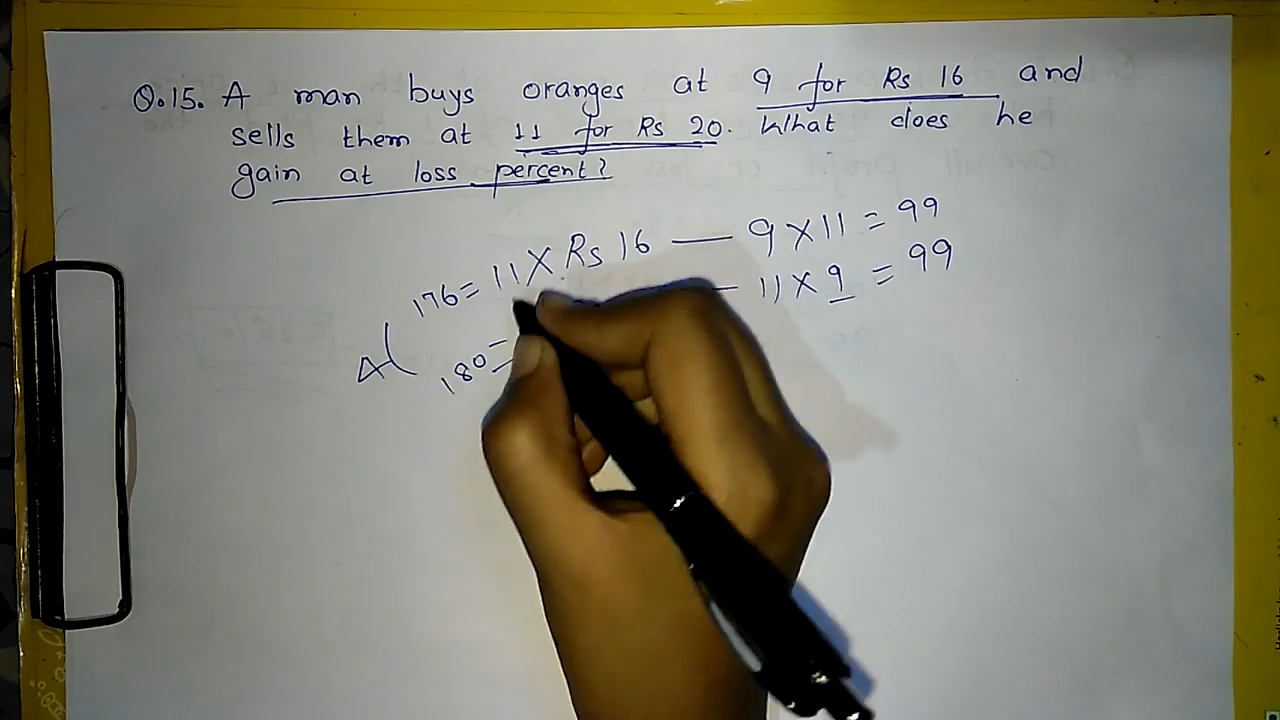 Q.15. A man buys oranges at 9 for Rs 16 and
sells them at 11 for Rs 20. What does he
gain at loss percent?
176 = 11 X Rs 16 — 9 X 11 = 99
180 = — 11 X 9 = 99